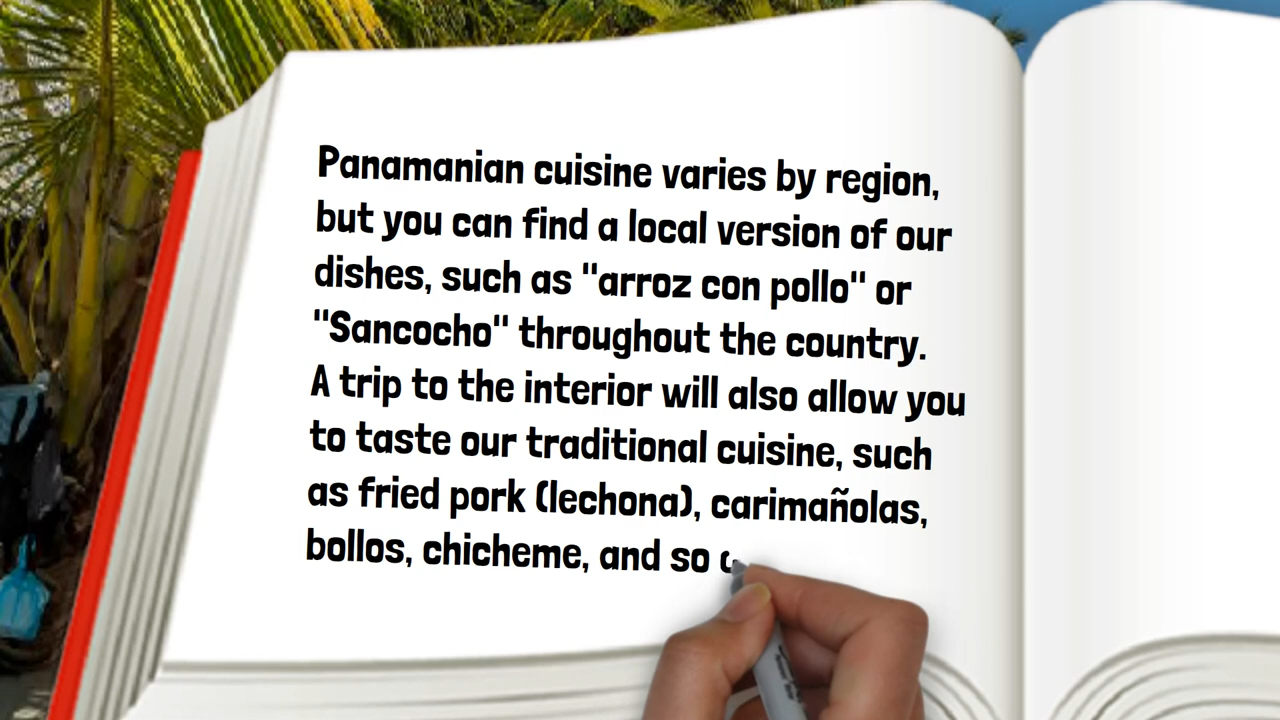 Panamanian cuisine varies by region,
but you can find a local version of our
dishes, such as "arroz con pollo" or
"Sancocho" throughout the country.
A trip to the interior will also allow you
to taste our traditional cuisine, such
as fried pork (lechona), carimañolas,
bollos, chicheme, and so